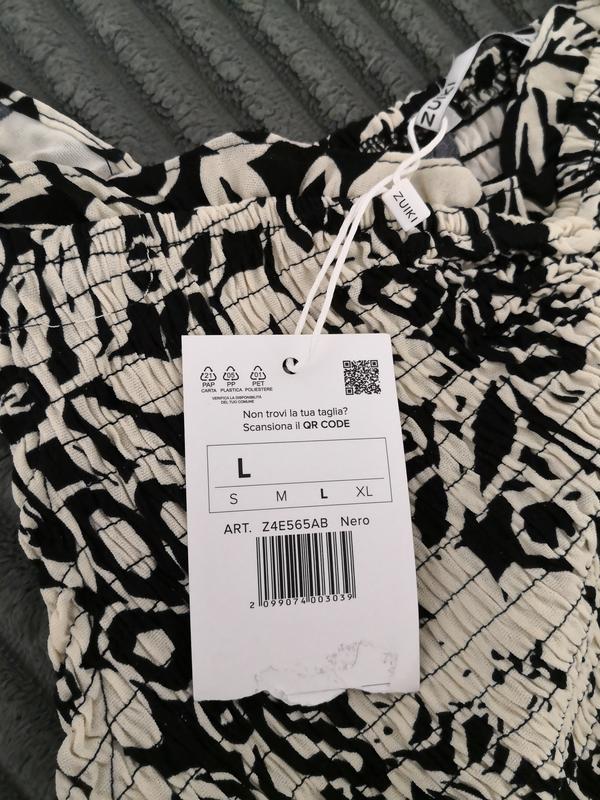 ZUIKI
ZUIKI
21 05 01
PAP PP PET
CARTA PLASTICA POLIESTERE
VERIFICA LA DISPONIBILITÀ
DEL TUO COMUNE
Non trovi la tua taglia?
Scansiona il QR CODE
L
S M L XL
ART. Z4E565AB Nero
2 099074 003039